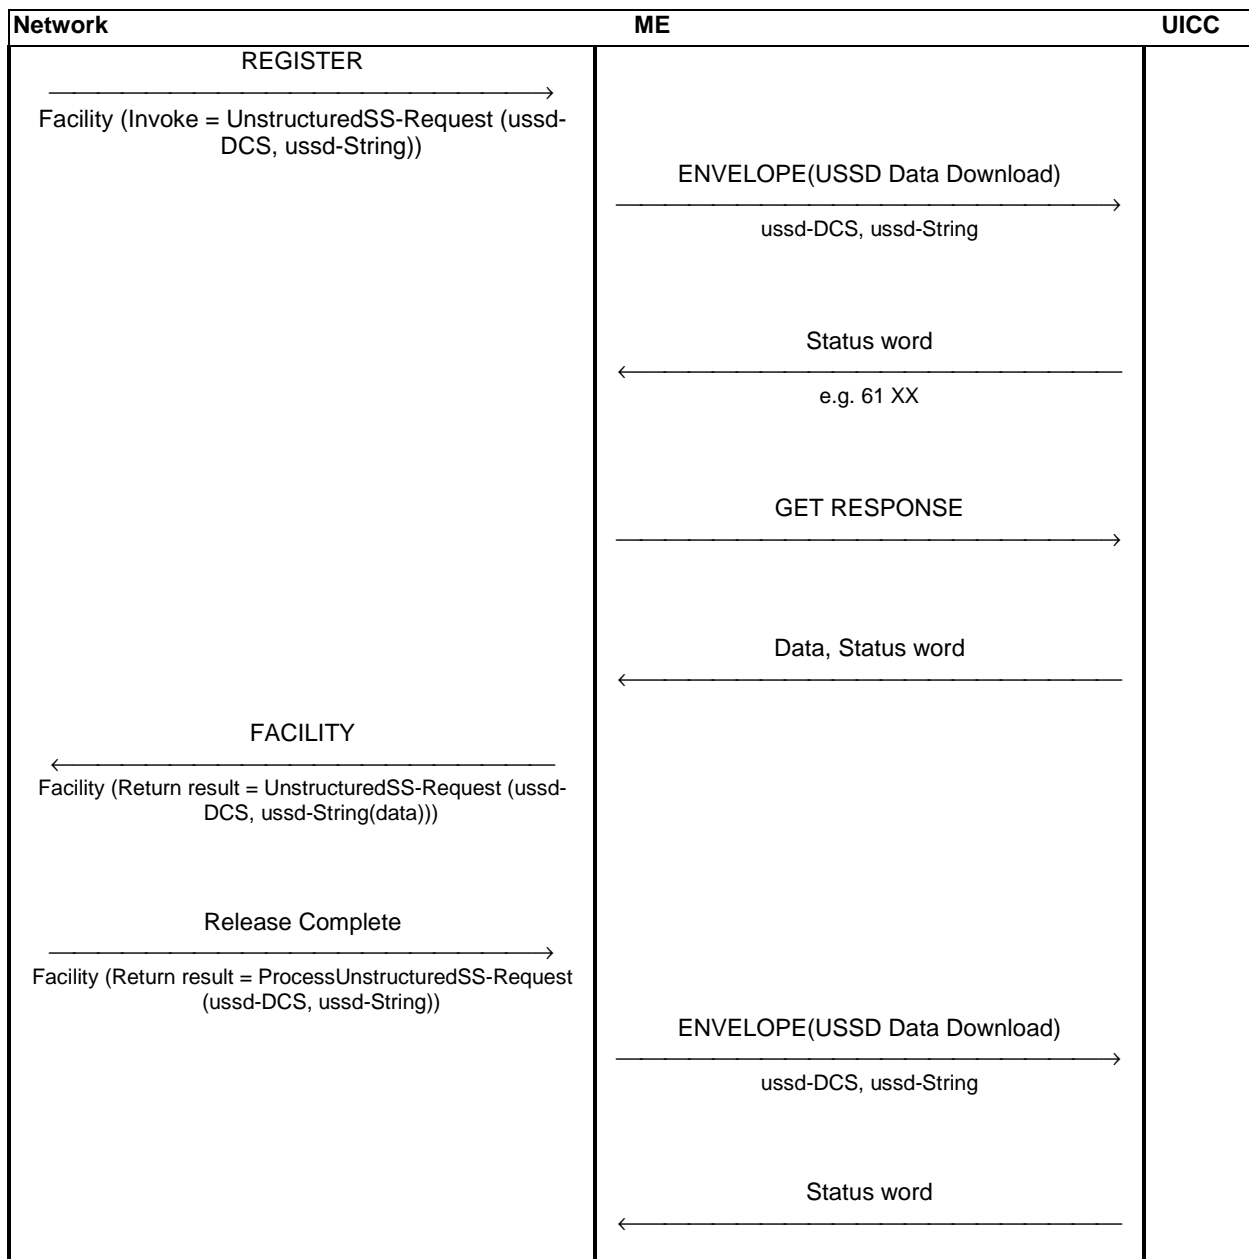 Network ME UICC
REGISTER
Facility (Invoke = UnstructuredSS-Request (ussd-
DCS, ussd-String))
ENVELOPE(USSD Data Download)
ussd-DCS, ussd-String
Status word
e.g. 61 XX
GET RESPONSE
Data, Status word
FACILITY
Facility (Return result = UnstructuredSS-Request (ussd-
DCS, ussd-String(data)))
Release Complete
Facility (Return result = ProcessUnstructuredSS-Request
(ussd-DCS, ussd-String))
ENVELOPE(USSD Data Download)
ussd-DCS, ussd-String
Status word